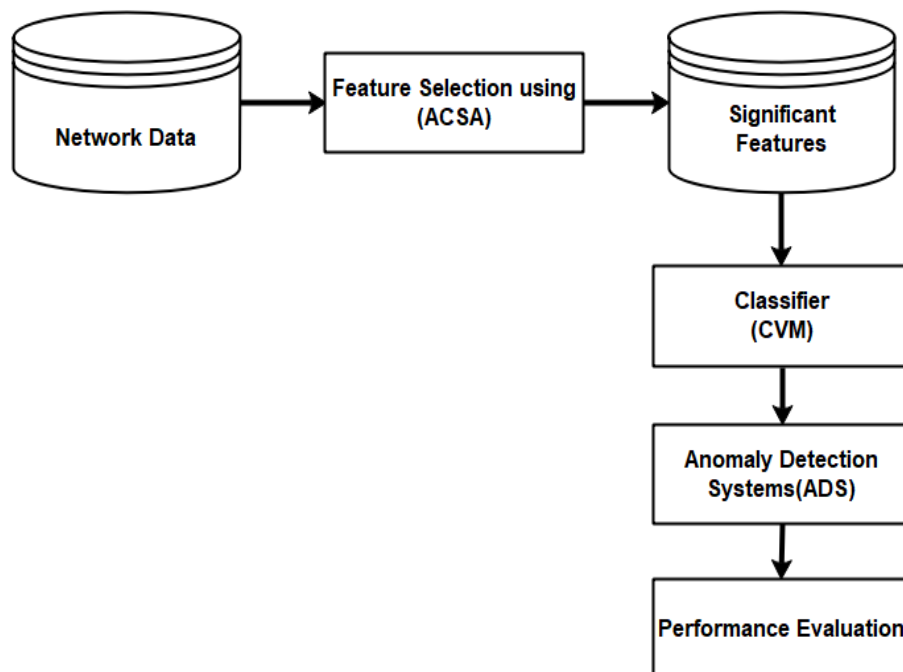 Network Data
Feature Selection using
(ACSA)
Significant
Features
Classifier
(CVM)
Anomaly Detection
Systems(ADS)
Performance Evaluation